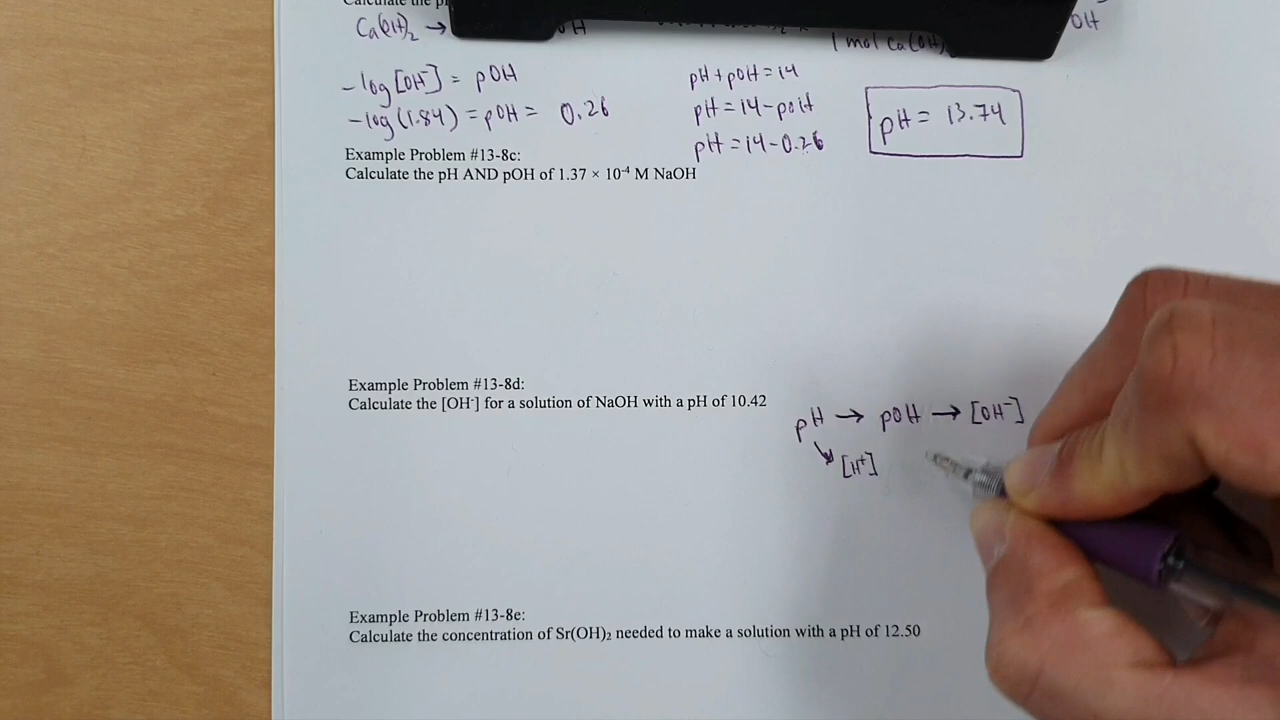 Calculate the p
Ca(OH)₂ → OH
1 mol Ca(OH) OH
-log[OH⁻] = pOH
-log(1.84) = pOH = 0.26
pH + pOH = 14
pH = 14 - pOH
pH = 14 - 0.26
pH = 13.74
Example Problem #13-8c:
Calculate the pH AND pOH of 1.37 × 10⁻⁴ M NaOH
Example Problem #13-8d:
Calculate the [OH⁻] for a solution of NaOH with a pH of 10.42
pH → pOH → [OH⁻]
↘ [H⁺]
Example Problem #13-8e:
Calculate the concentration of Sr(OH)₂ needed to make a solution with a pH of 12.50